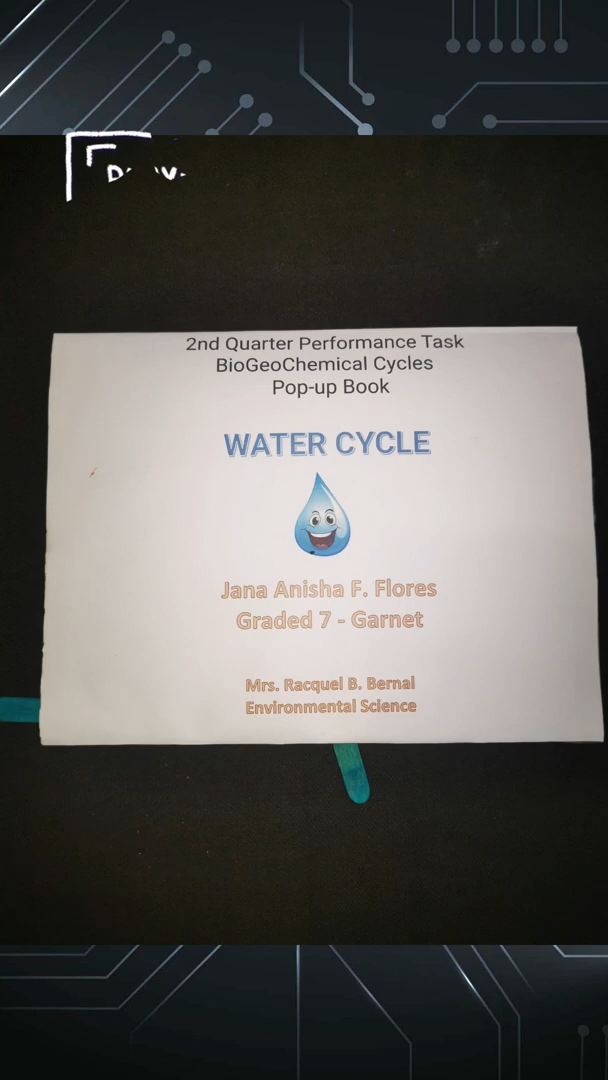 2nd Quarter Performance Task
BioGeoChemical Cycles
Pop-up Book
WATER CYCLE
Jana Anisha F. Flores
Graded 7 - Garnet
Mrs. Racquel B. Bernal
Environmental Science